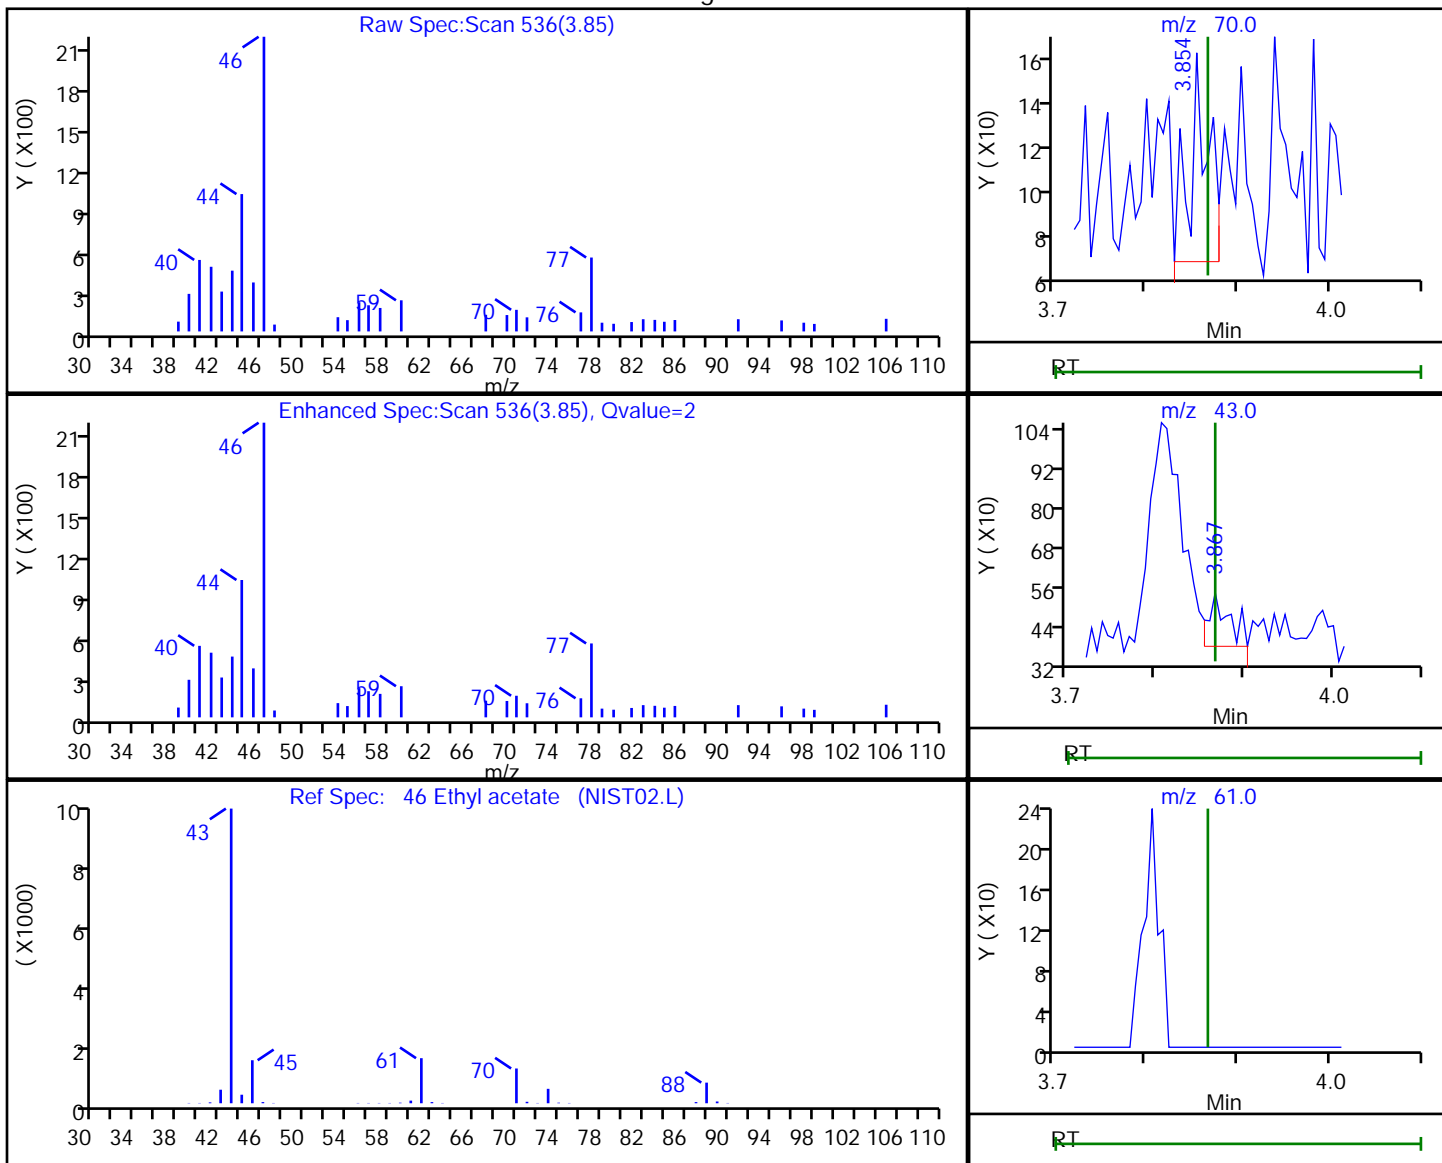 Raw Spec:Scan 536(3.85)
Y ( X100)
21
18
15
12
9
6
3
0
46
44
40
59
70
76
77
30 34 38 42 46 50 54 58 62 66 70 74 78 82 86 90 94 98 102 106 110
m/z
m/z 70.0
Y ( X10)
16
14
12
10
8
6
3.854
3.7 4.0
Min
RT
Enhanced Spec:Scan 536(3.85), Qvalue=2
Y ( X100)
21
18
15
12
9
6
3
0
46
44
40
59
70
76
77
30 34 38 42 46 50 54 58 62 66 70 74 78 82 86 90 94 98 102 106 110
m/z
m/z 43.0
Y ( X10)
104
92
80
68
56
44
32
3.867
3.7 4.0
Min
RT
Ref Spec: 46 Ethyl acetate (NIST02.L)
( X1000)
10
8
6
4
2
0
43
45
61
70
88
30 34 38 42 46 50 54 58 62 66 70 74 78 82 86 90 94 98 102 106 110
m/z 61.0
Y ( X10)
24
20
16
12
8
4
0
3.7 4.0
Min
RT